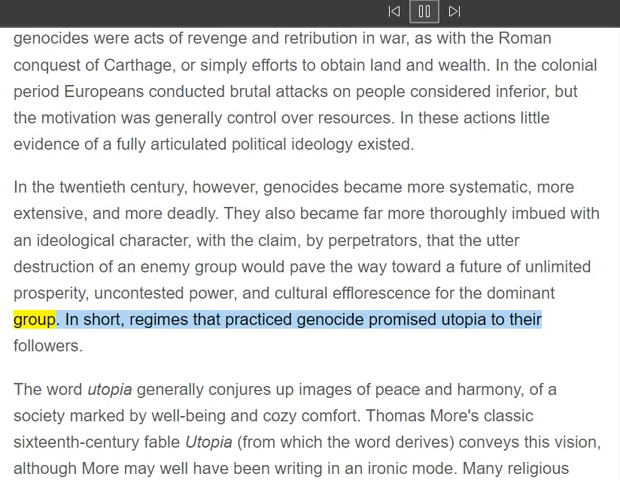 genocides were acts of revenge and retribution in war, as with the Roman
conquest of Carthage, or simply efforts to obtain land and wealth. In the colonial
period Europeans conducted brutal attacks on people considered inferior, but
the motivation was generally control over resources. In these actions little
evidence of a fully articulated political ideology existed.
In the twentieth century, however, genocides became more systematic, more
extensive, and more deadly. They also became far more thoroughly imbued with
an ideological character, with the claim, by perpetrators, that the utter
destruction of an enemy group would pave the way toward a future of unlimited
prosperity, uncontested power, and cultural efflorescence for the dominant
group. In short, regimes that practiced genocide promised utopia to their
followers.
The word utopia generally conjures up images of peace and harmony, of a
society marked by well-being and cozy comfort. Thomas More's classic
sixteenth-century fable Utopia (from which the word derives) conveys this vision,
although More may well have been writing in an ironic mode. Many religious